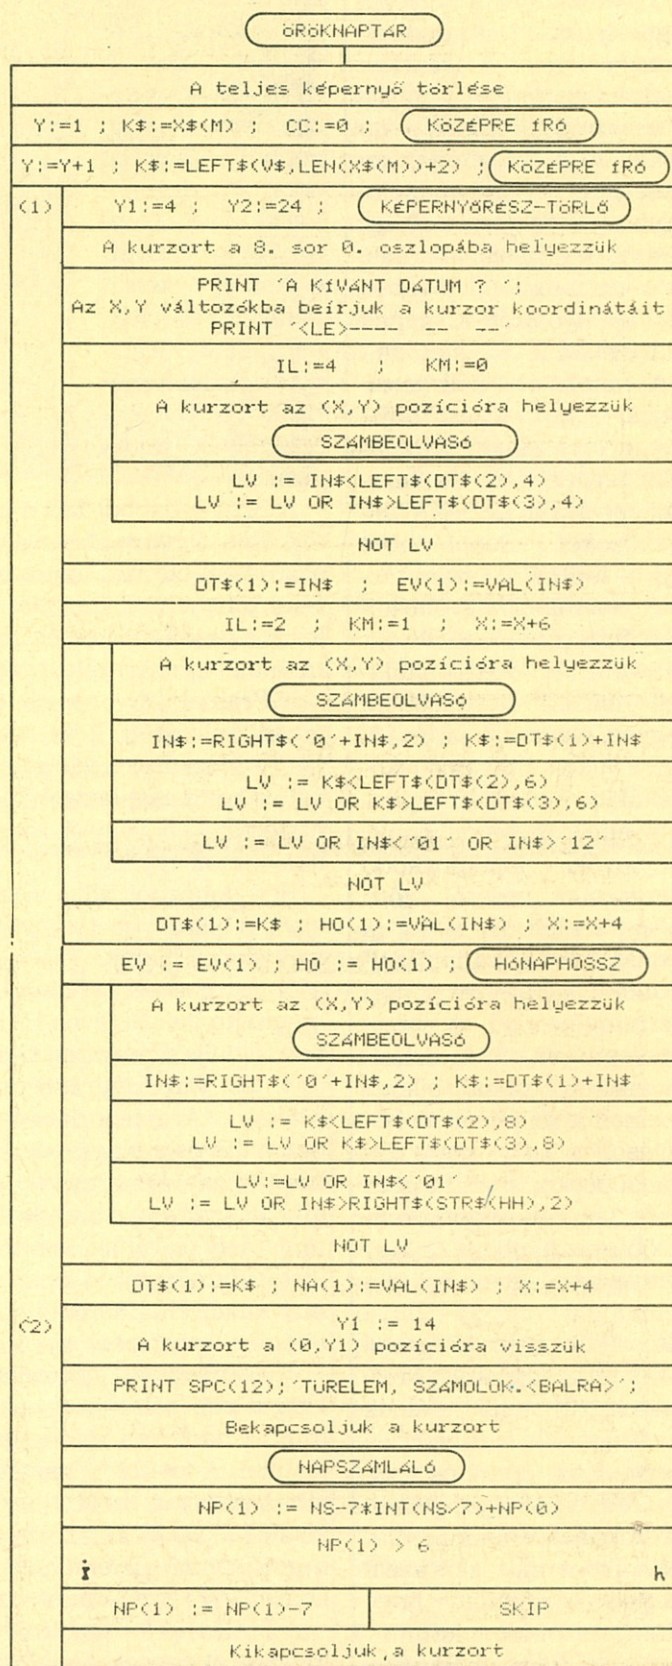 ÖRÖKNAPTÁR
A teljes képernyő törlése
Y:=1 ; K$:=X$(M) ; CC:=0 ; KÖZÉPRE ÍRÓ
Y:=Y+1 ; K$:=LEFT$(V$,LEN(X$(M))+2) ; KÖZÉPRE ÍRÓ
(1) Y1:=4 ; Y2:=24 ; KÉPERNYŐRÉSZ-TÖRLŐ
A kurzort a 8. sor 0. oszlopába helyezzük
PRINT 'A KÍVÁNT DÁTUM ? ';
Az X,Y változókba beírjuk a kurzor koordinátáit
PRINT '<LE>---- -- --'
IL:=4 ; KM:=0
A kurzort az (X,Y) pozícióra helyezzük
SZÁMBEOLVASÓ
LV := IN$<LEFT$(DT$(2),4)
LV := LV OR IN$>LEFT$(DT$(3),4)
NOT LV
DT$(1):=IN$ ; EV(1):=VAL(IN$)
IL:=2 ; KM:=1 ; X:=X+6
A kurzort az (X,Y) pozícióra helyezzük
SZÁMBEOLVASÓ
IN$:=RIGHT$('0'+IN$,2) ; K$:=DT$(1)+IN$
LV := K$<LEFT$(DT$(2),6)
LV := LV OR K$>LEFT$(DT$(3),6)
LV := LV OR IN$<'01' OR IN$>'12'
NOT LV
DT$(1):=K$ ; HO(1):=VAL(IN$) ; X:=X+4
EV := EV(1) ; HO := HO(1) ; HÓNAPHOSSZ
A kurzort az (X,Y) pozícióra helyezzük
SZÁMBEOLVASÓ
IN$:=RIGHT$('0'+IN$,2) ; K$:=DT$(1)+IN$
LV := K$<LEFT$(DT$(2),8)
LV := LV OR K$>LEFT$(DT$(3),8)
LV:=LV OR IN$<'01'
LV := LV OR IN$>RIGHT$(STR$(HH),2)
NOT LV
DT$(1):=K$ ; NA(1):=VAL(IN$) ; X:=X+4
(2) Y1 := 14
A kurzort a (0,Y1) pozícióra visszük
PRINT SPC(12);'TÜRELEM, SZÁMOLOK.<BALRA>';
Bekapcsoljuk a kurzort
NAPSZÁMLÁLÓ
NP(1) := NS-7*INT(NS/7)+NP(0)
NP(1) > 6
i h
NP(1) := NP(1)-7 SKIP
Kikapcsoljuk a kurzort